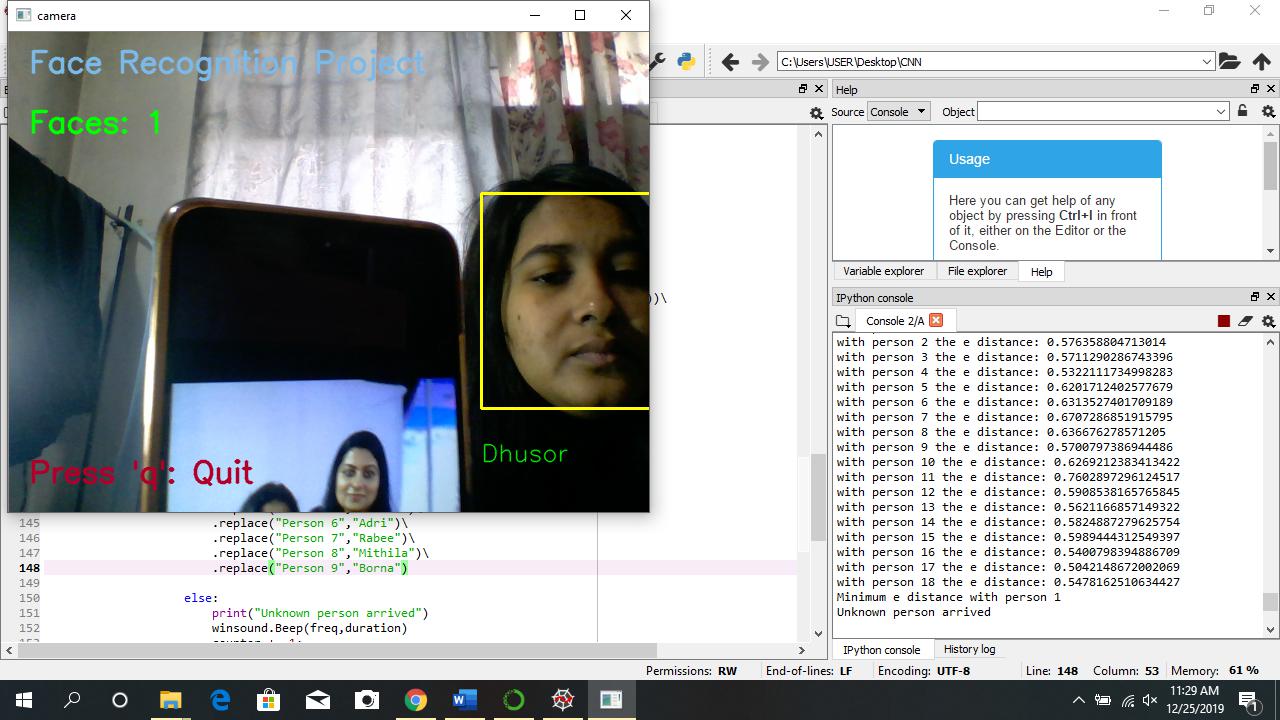 camera
Face Recognition Project
Faces: 1
Dhusor
Press 'q': Quit
C:\Users\USER\Desktop\CNN
))\
145 .replace("Person 6","Adri")\
146 .replace("Person 7","Rabee")\
147 .replace("Person 8","Mithila")\
148 .replace("Person 9","Borna")
149
150 else:
151 print("Unknown person arrived")
152 winsound.Beep(freq,duration)
Help
Source Console Object
Usage
Here you can get help of any
object by pressing Ctrl+I in front
of it, either on the Editor or the
Console.
Variable explorer File explorer Help
IPython console
Console 2/A
with person 2 the e distance: 0.576358804713014
with person 3 the e distance: 0.5711290286743396
with person 4 the e distance: 0.5322111734998283
with person 5 the e distance: 0.6201712402577679
with person 6 the e distance: 0.6313527401709189
with person 7 the e distance: 0.6707286851915795
with person 8 the e distance: 0.636676278571205
with person 9 the e distance: 0.5700797386944486
with person 10 the e distance: 0.6269212383413422
with person 11 the e distance: 0.7602897296124517
with person 12 the e distance: 0.5908538165765845
with person 13 the e distance: 0.5621166857149322
with person 14 the e distance: 0.5824887279625754
with person 15 the e distance: 0.5989444312549397
with person 16 the e distance: 0.5400792394886709
with person 17 the e distance: 0.5042148672002069
with person 18 the e distance: 0.5478162510634427
Minimum e distance with person 1
Unknown person arrived
IPython console History log
Permissions: RW End-of-lines: LF Encoding: UTF-8 Line: 148 Column: 53 Memory: 61 %
11:29 AM
12/25/2019
1